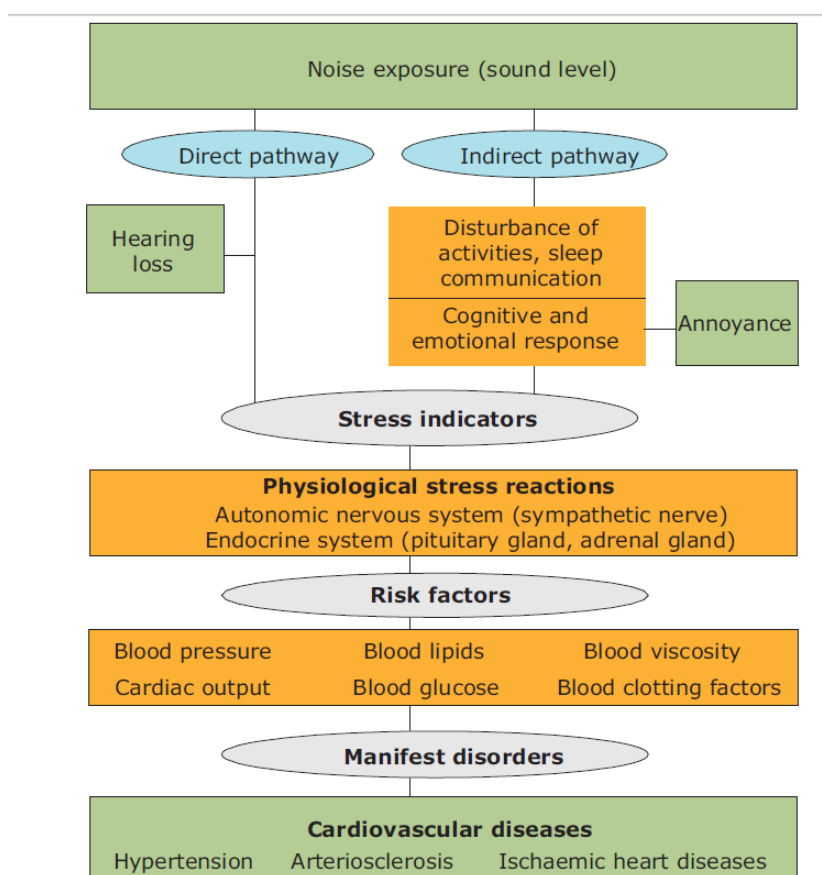 Noise exposure (sound level)
Direct pathway
Indirect pathway
Hearing
loss
Disturbance of
activities, sleep
communication
Cognitive and
emotional response
Annoyance
Stress indicators
Physiological stress reactions
Autonomic nervous system (sympathetic nerve)
Endocrine system (pituitary gland, adrenal gland)
Risk factors
Blood pressure Blood lipids Blood viscosity
Cardiac output Blood glucose Blood clotting factors
Manifest disorders
Cardiovascular diseases
Hypertension Arteriosclerosis Ischaemic heart diseases